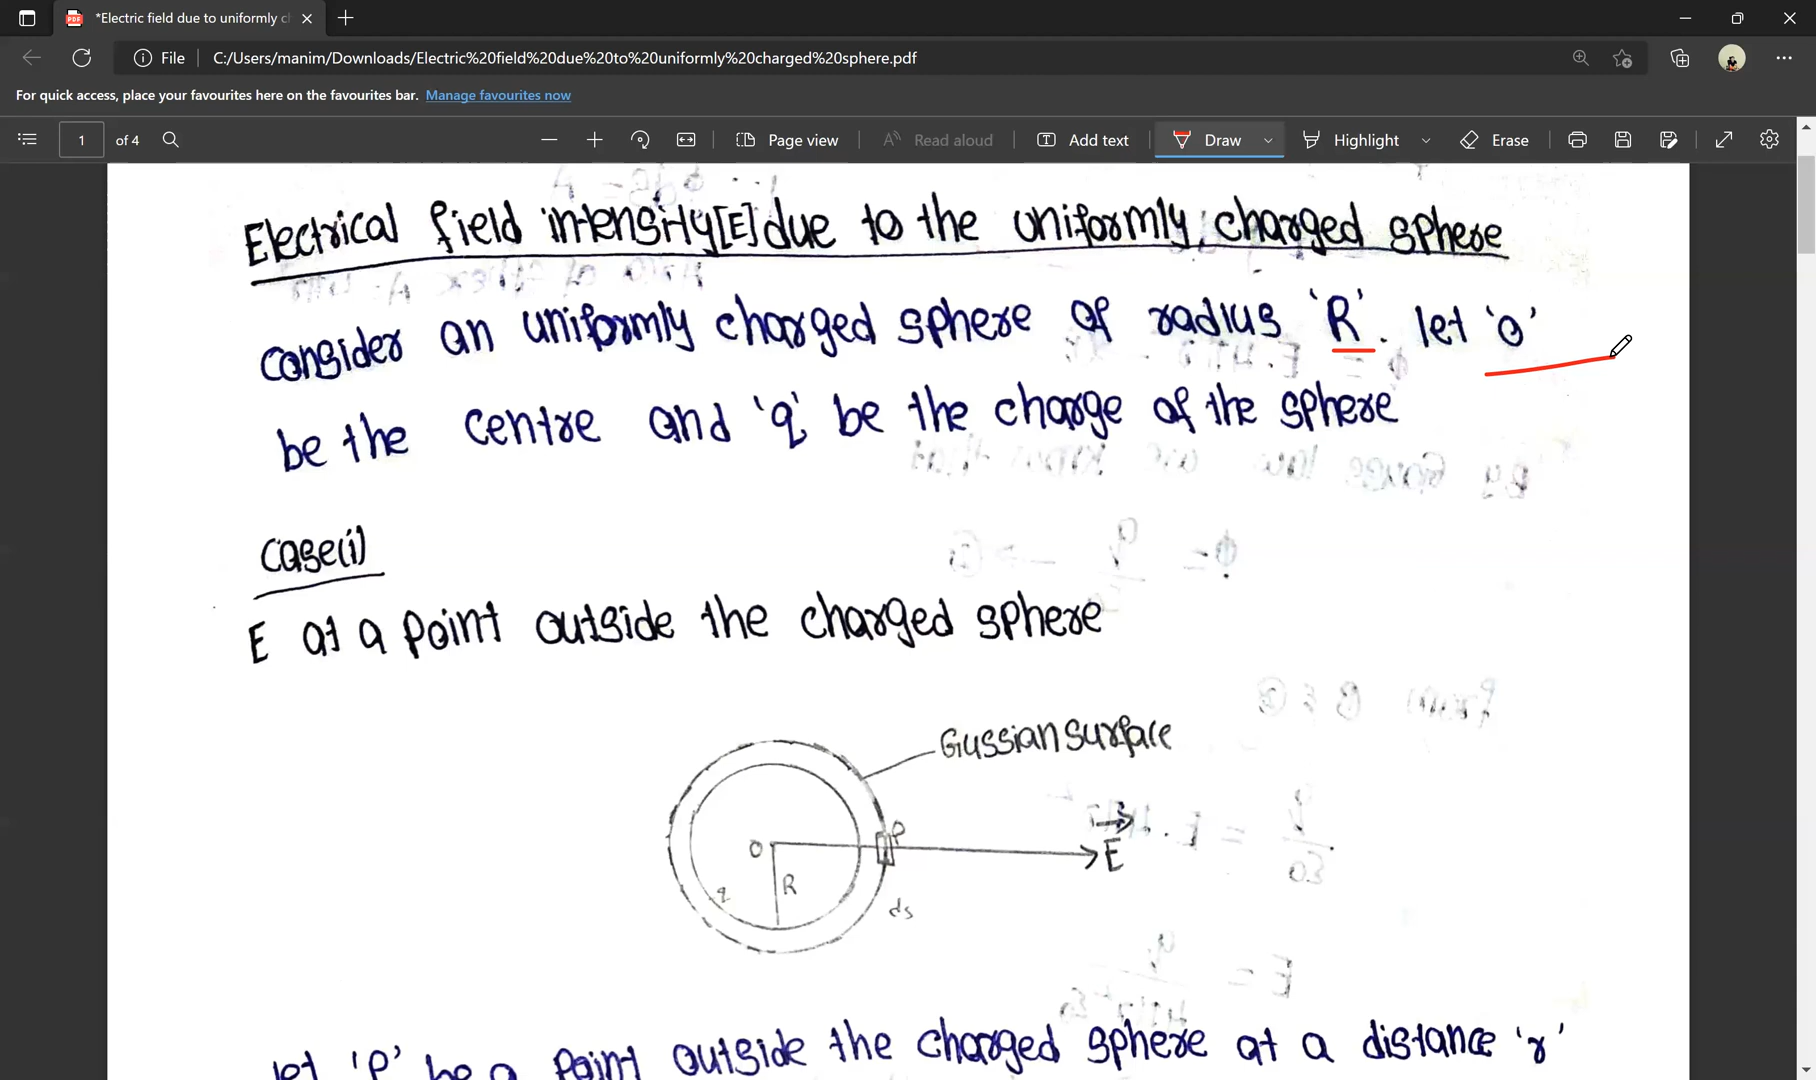 *Electric field due to uniformly c
File C:/Users/manim/Downloads/Electric%20field%20due%20to%20uniformly%20charged%20sphere.pdf
For quick access, place your favourites here on the favourites bar. Manage favourites now
1 of 4 Page view Read aloud Add text Draw Highlight Erase
Electrical field intensity[E] due to the uniformly charged sphere
consider an uniformly charged sphere of radius 'R'. let 'o'
be the centre and 'q' be the charge of the sphere
case(i)
E at a point outside the charged sphere
Gussian surface
P
O
E
R
q
ds
let 'P' be a point outside the charged sphere at a distance 'r'